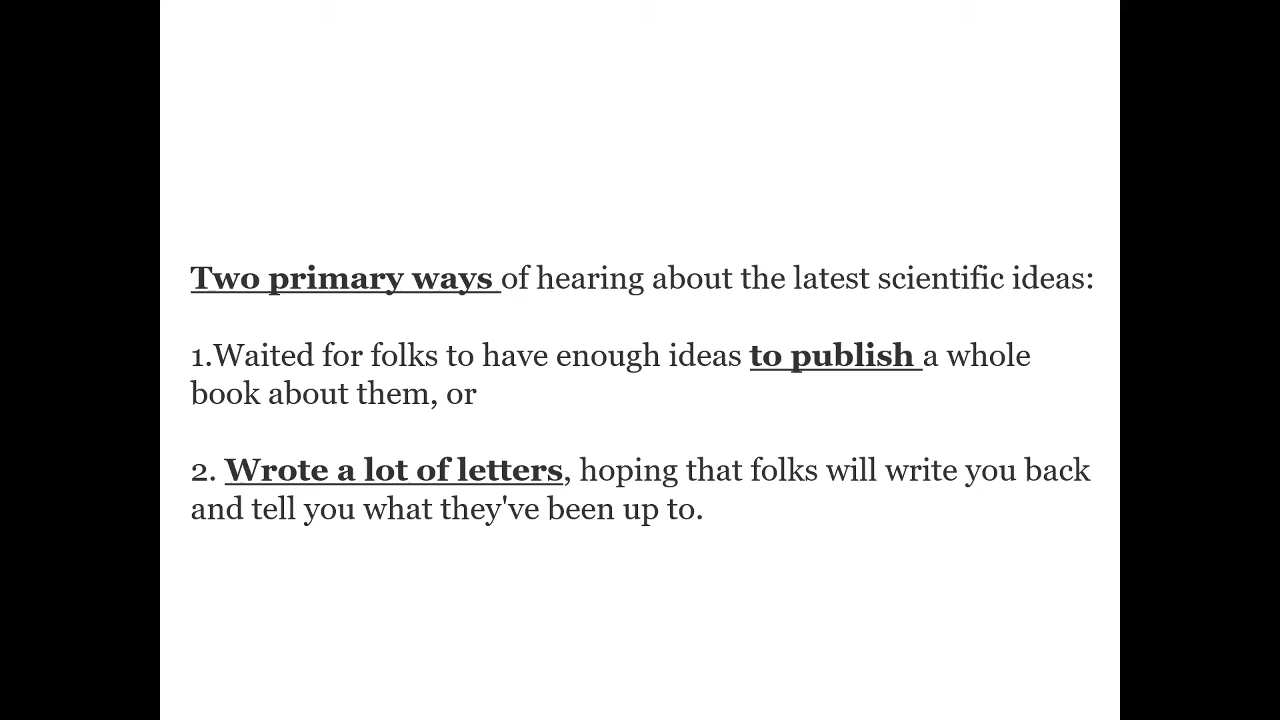 Two primary ways of hearing about the latest scientific ideas:
1.Waited for folks to have enough ideas to publish a whole
book about them, or
2. Wrote a lot of letters, hoping that folks will write you back
and tell you what they've been up to.